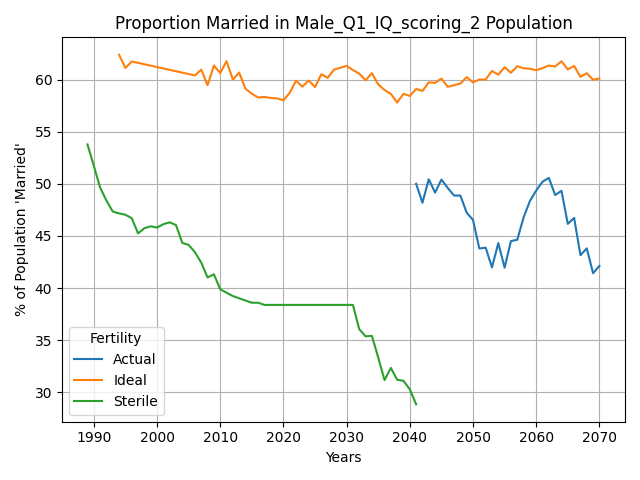 Proportion Married in Male_Q1_IQ_scoring_2 Population
% of Population 'Married'
60
55
50
45
40
35
30
Fertility
Actual
Ideal
Sterile
1990 2000 2010 2020 2030 2040 2050 2060 2070
Years